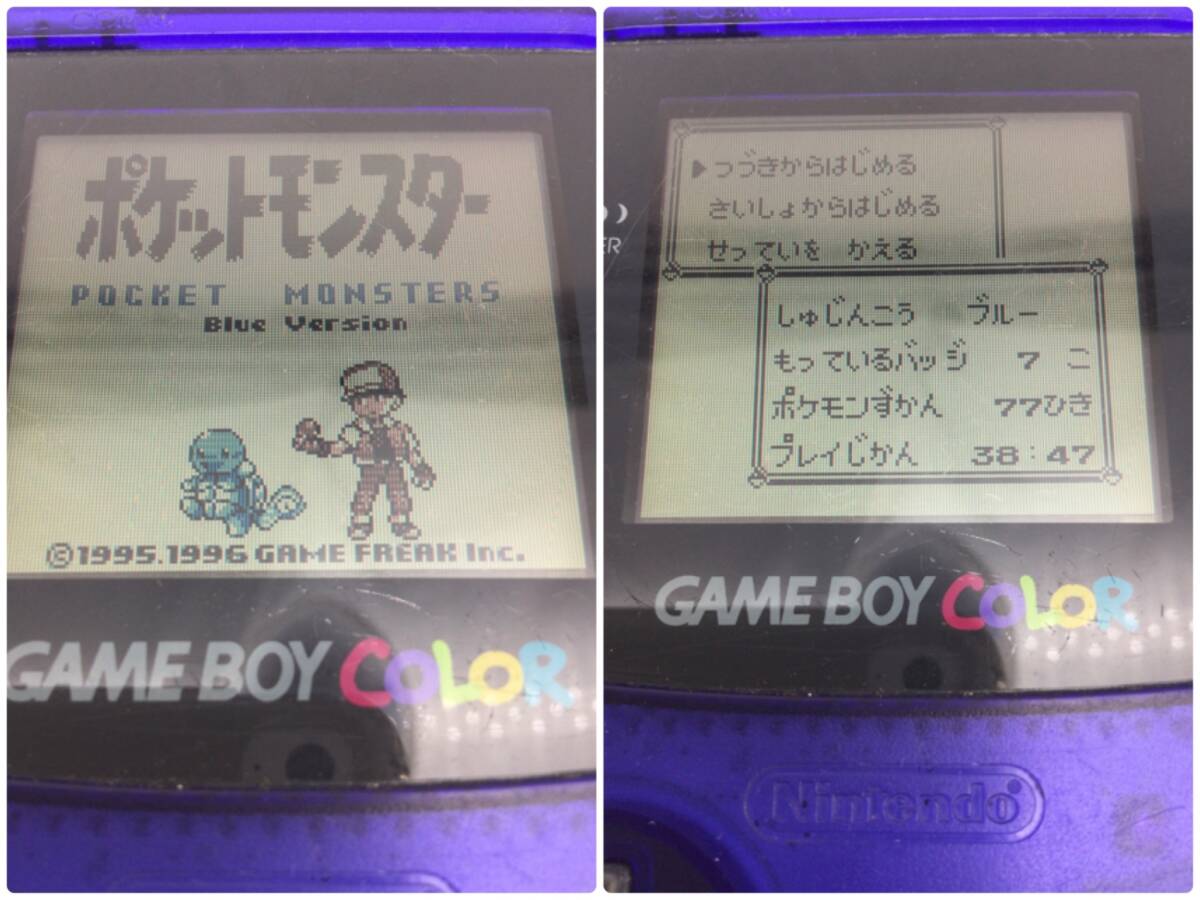 ポケットモンスター
POCKET MONSTERS
Blue Version
©1995.1996 GAME FREAK Inc.
GAME BOY COLOR
▶つづきからはじめる
さいしょからはじめる
せっていを かえる
しゅじんこう ブルー
もっているバッジ 7 こ
ポケモンずかん 77ひき
プレイじかん 38:47
GAME BOY COLOR
Nintendo®